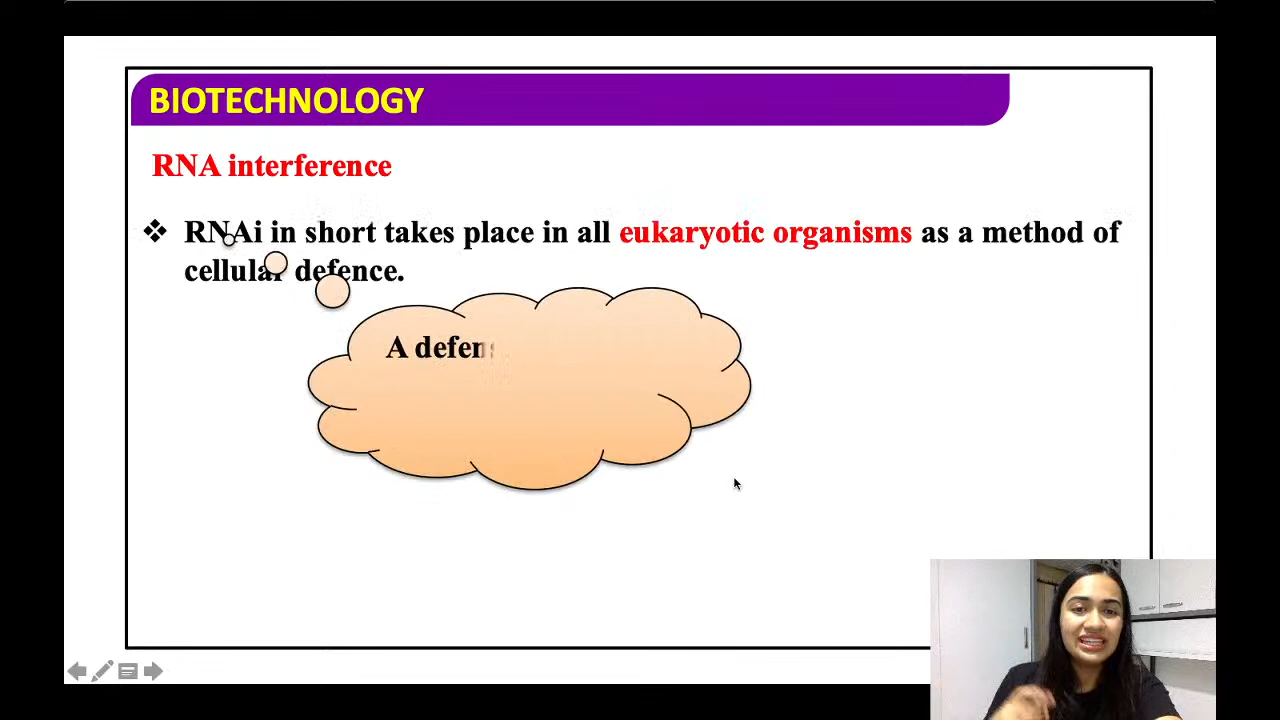 BIOTECHNOLOGY
RNA interference
RNAi in short takes place in all eukaryotic organisms as a method of
cellular defence.
A defen